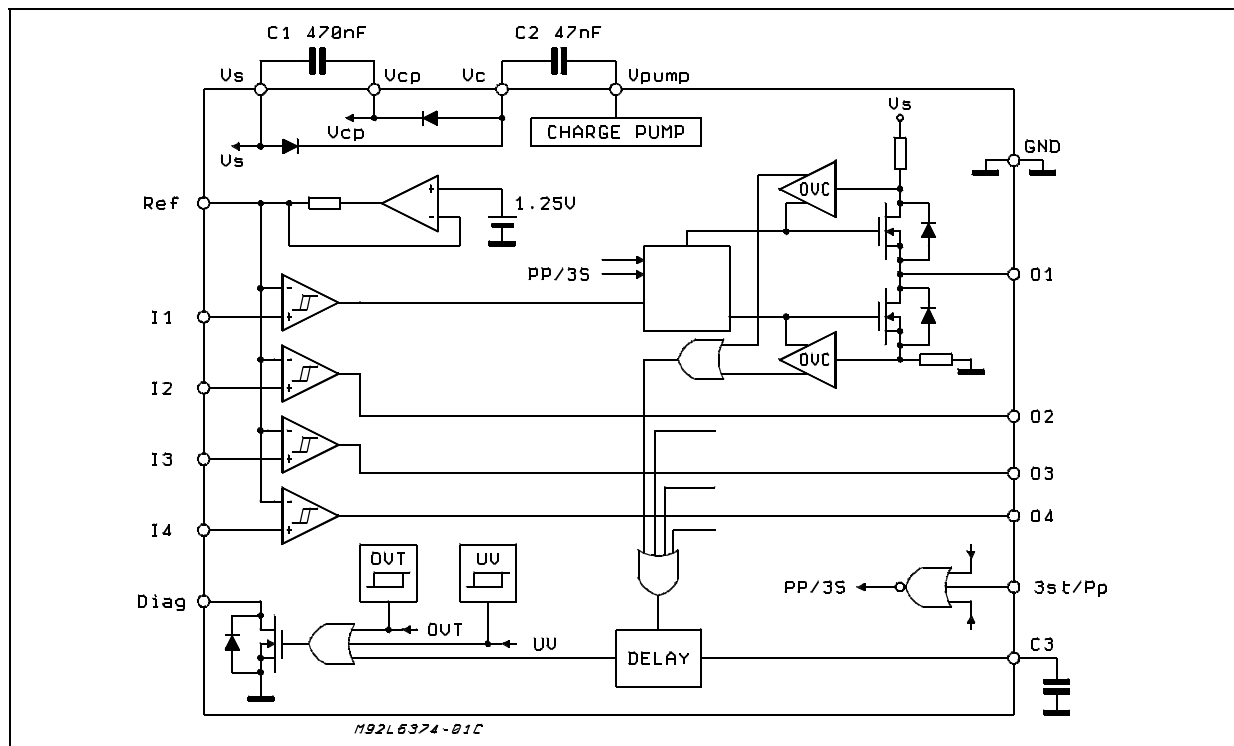 C1 470nF
C2 47nF
Vs
Vcp
Vc
Vpump
Vcp
Vs
CHARGE PUMP
Vs
GND
Ref
1.25V
OVC
PP/3S
O1
I1
OVC
I2
O2
I3
O3
I4
O4
OVT
UV
PP/3S
3st/Pp
Diag
OVT
UV
DELAY
C3
M92L6374-01C